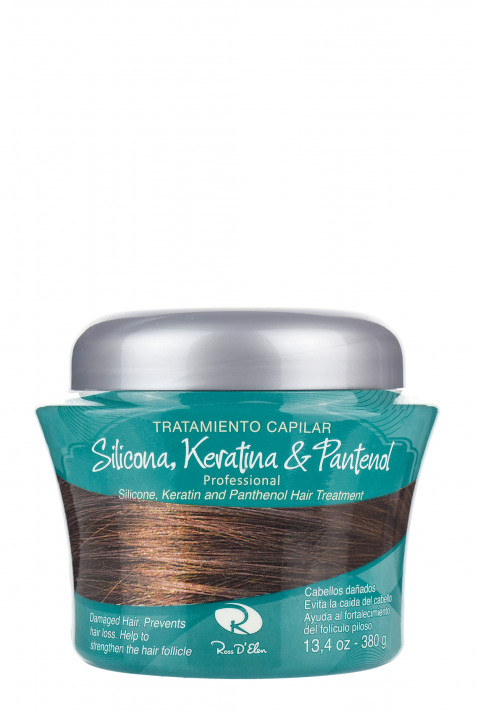 TRATAMIENTO CAPILAR
Silicona, Keratina & Pantenol
Professional
Silicone, Keratin and Panthenol Hair Treatment
Damaged Hair. Prevents
hair loss. Help to
strengthen the hair follicle
R
Ross D'Elen
Cabellos dañados
Evita la caida del cabello
Ayuda al fortalecimiento
del foliculo piloso
13,4 oz - 380 g